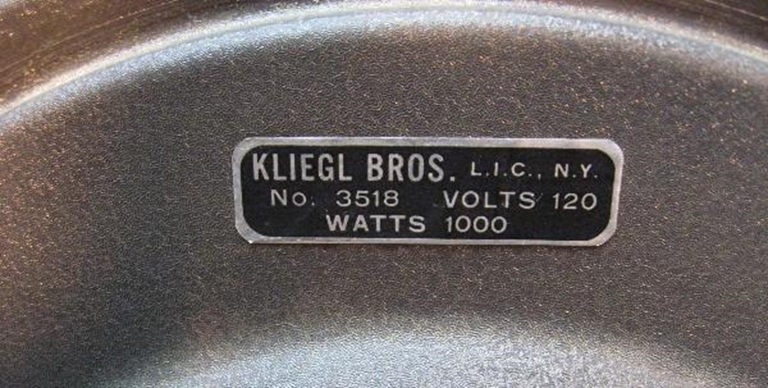 KLIEGL BROS. L.I.C., N.Y.
No. 3518 VOLTS 120
WATTS 1000